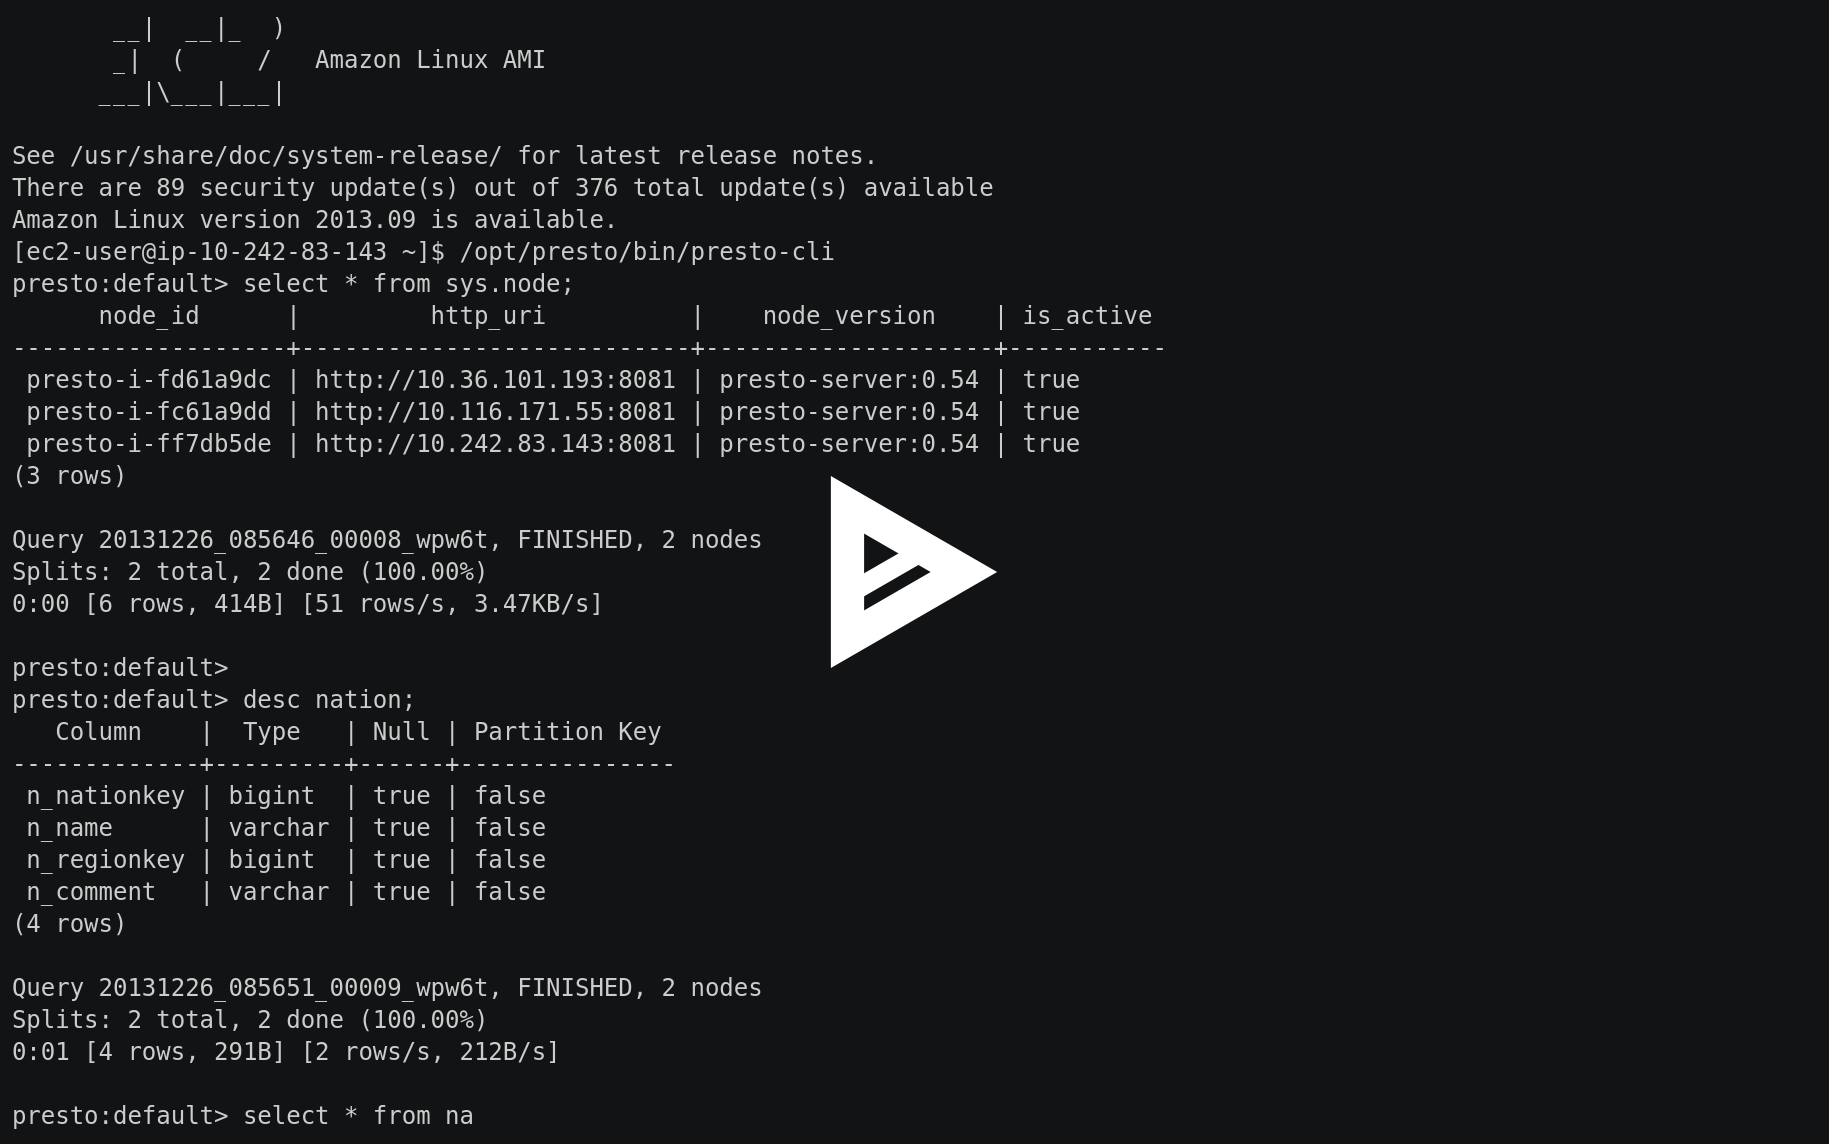 __|  __|_  )
       _|  (     /   Amazon Linux AMI
      ___|\___|___|

See /usr/share/doc/system-release/ for latest release notes.
There are 89 security update(s) out of 376 total update(s) available
Amazon Linux version 2013.09 is available.
[ec2-user@ip-10-242-83-143 ~]$ /opt/presto/bin/presto-cli
presto:default> select * from sys.node;
      node_id      |         http_uri          |    node_version    | is_active
-------------------+---------------------------+--------------------+-----------
 presto-i-fd61a9dc | http://10.36.101.193:8081 | presto-server:0.54 | true
 presto-i-fc61a9dd | http://10.116.171.55:8081 | presto-server:0.54 | true
 presto-i-ff7db5de | http://10.242.83.143:8081 | presto-server:0.54 | true
(3 rows)

Query 20131226_085646_00008_wpw6t, FINISHED, 2 nodes
Splits: 2 total, 2 done (100.00%)
0:00 [6 rows, 414B] [51 rows/s, 3.47KB/s]

presto:default>
presto:default> desc nation;
   Column    |  Type   | Null | Partition Key
-------------+---------+------+---------------
 n_nationkey | bigint  | true | false
 n_name      | varchar | true | false
 n_regionkey | bigint  | true | false
 n_comment   | varchar | true | false
(4 rows)

Query 20131226_085651_00009_wpw6t, FINISHED, 2 nodes
Splits: 2 total, 2 done (100.00%)
0:01 [4 rows, 291B] [2 rows/s, 212B/s]

presto:default> select * from na